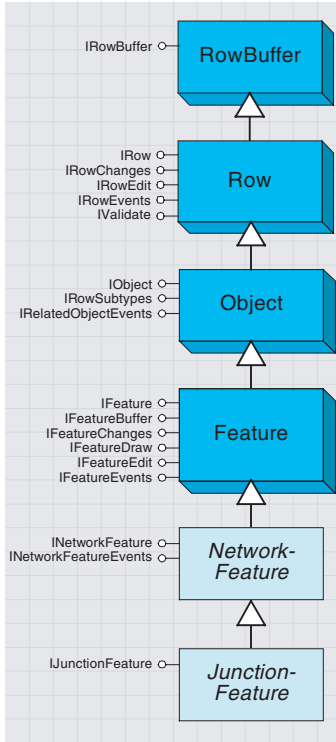 IRowBuffer
RowBuffer
IRow
IRowChanges
IRowEdit
IRowEvents
IValidate
Row
IObject
IRowSubtypes
IRelatedObjectEvents
Object
IFeature
IFeatureBuffer
IFeatureChanges
IFeatureDraw
IFeatureEdit
IFeatureEvents
Feature
INetworkFeature
INetworkFeatureEvents
Network-
Feature
IJunctionFeature
Junction-
Feature